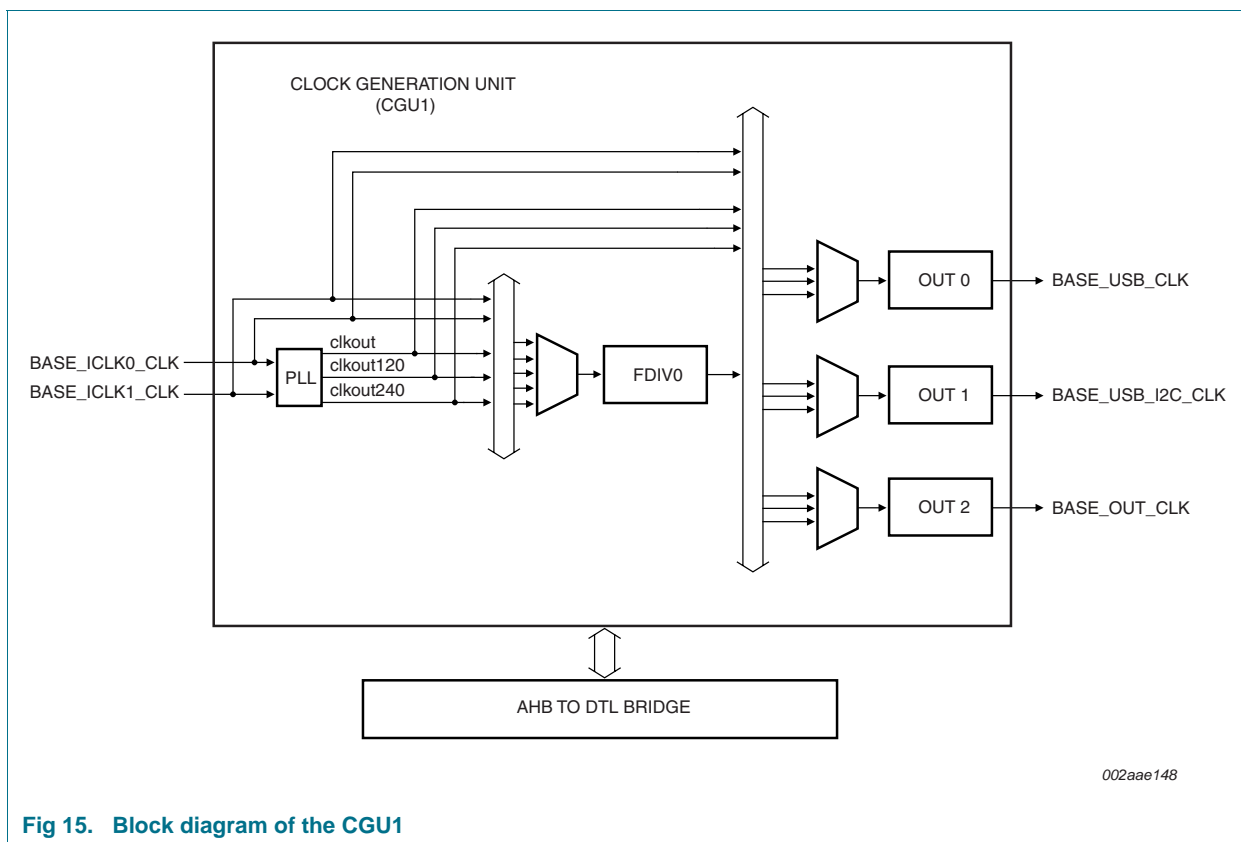 CLOCK GENERATION UNIT
(CGU1)
OUT 0
BASE_USB_CLK
clkout
BASE_ICLK0_CLK
PLL
clkout120
FDIV0
BASE_ICLK1_CLK
clkout240
OUT 1
BASE_USB_I2C_CLK
OUT 2
BASE_OUT_CLK
AHB TO DTL BRIDGE
002aae148
Fig 15. Block diagram of the CGU1